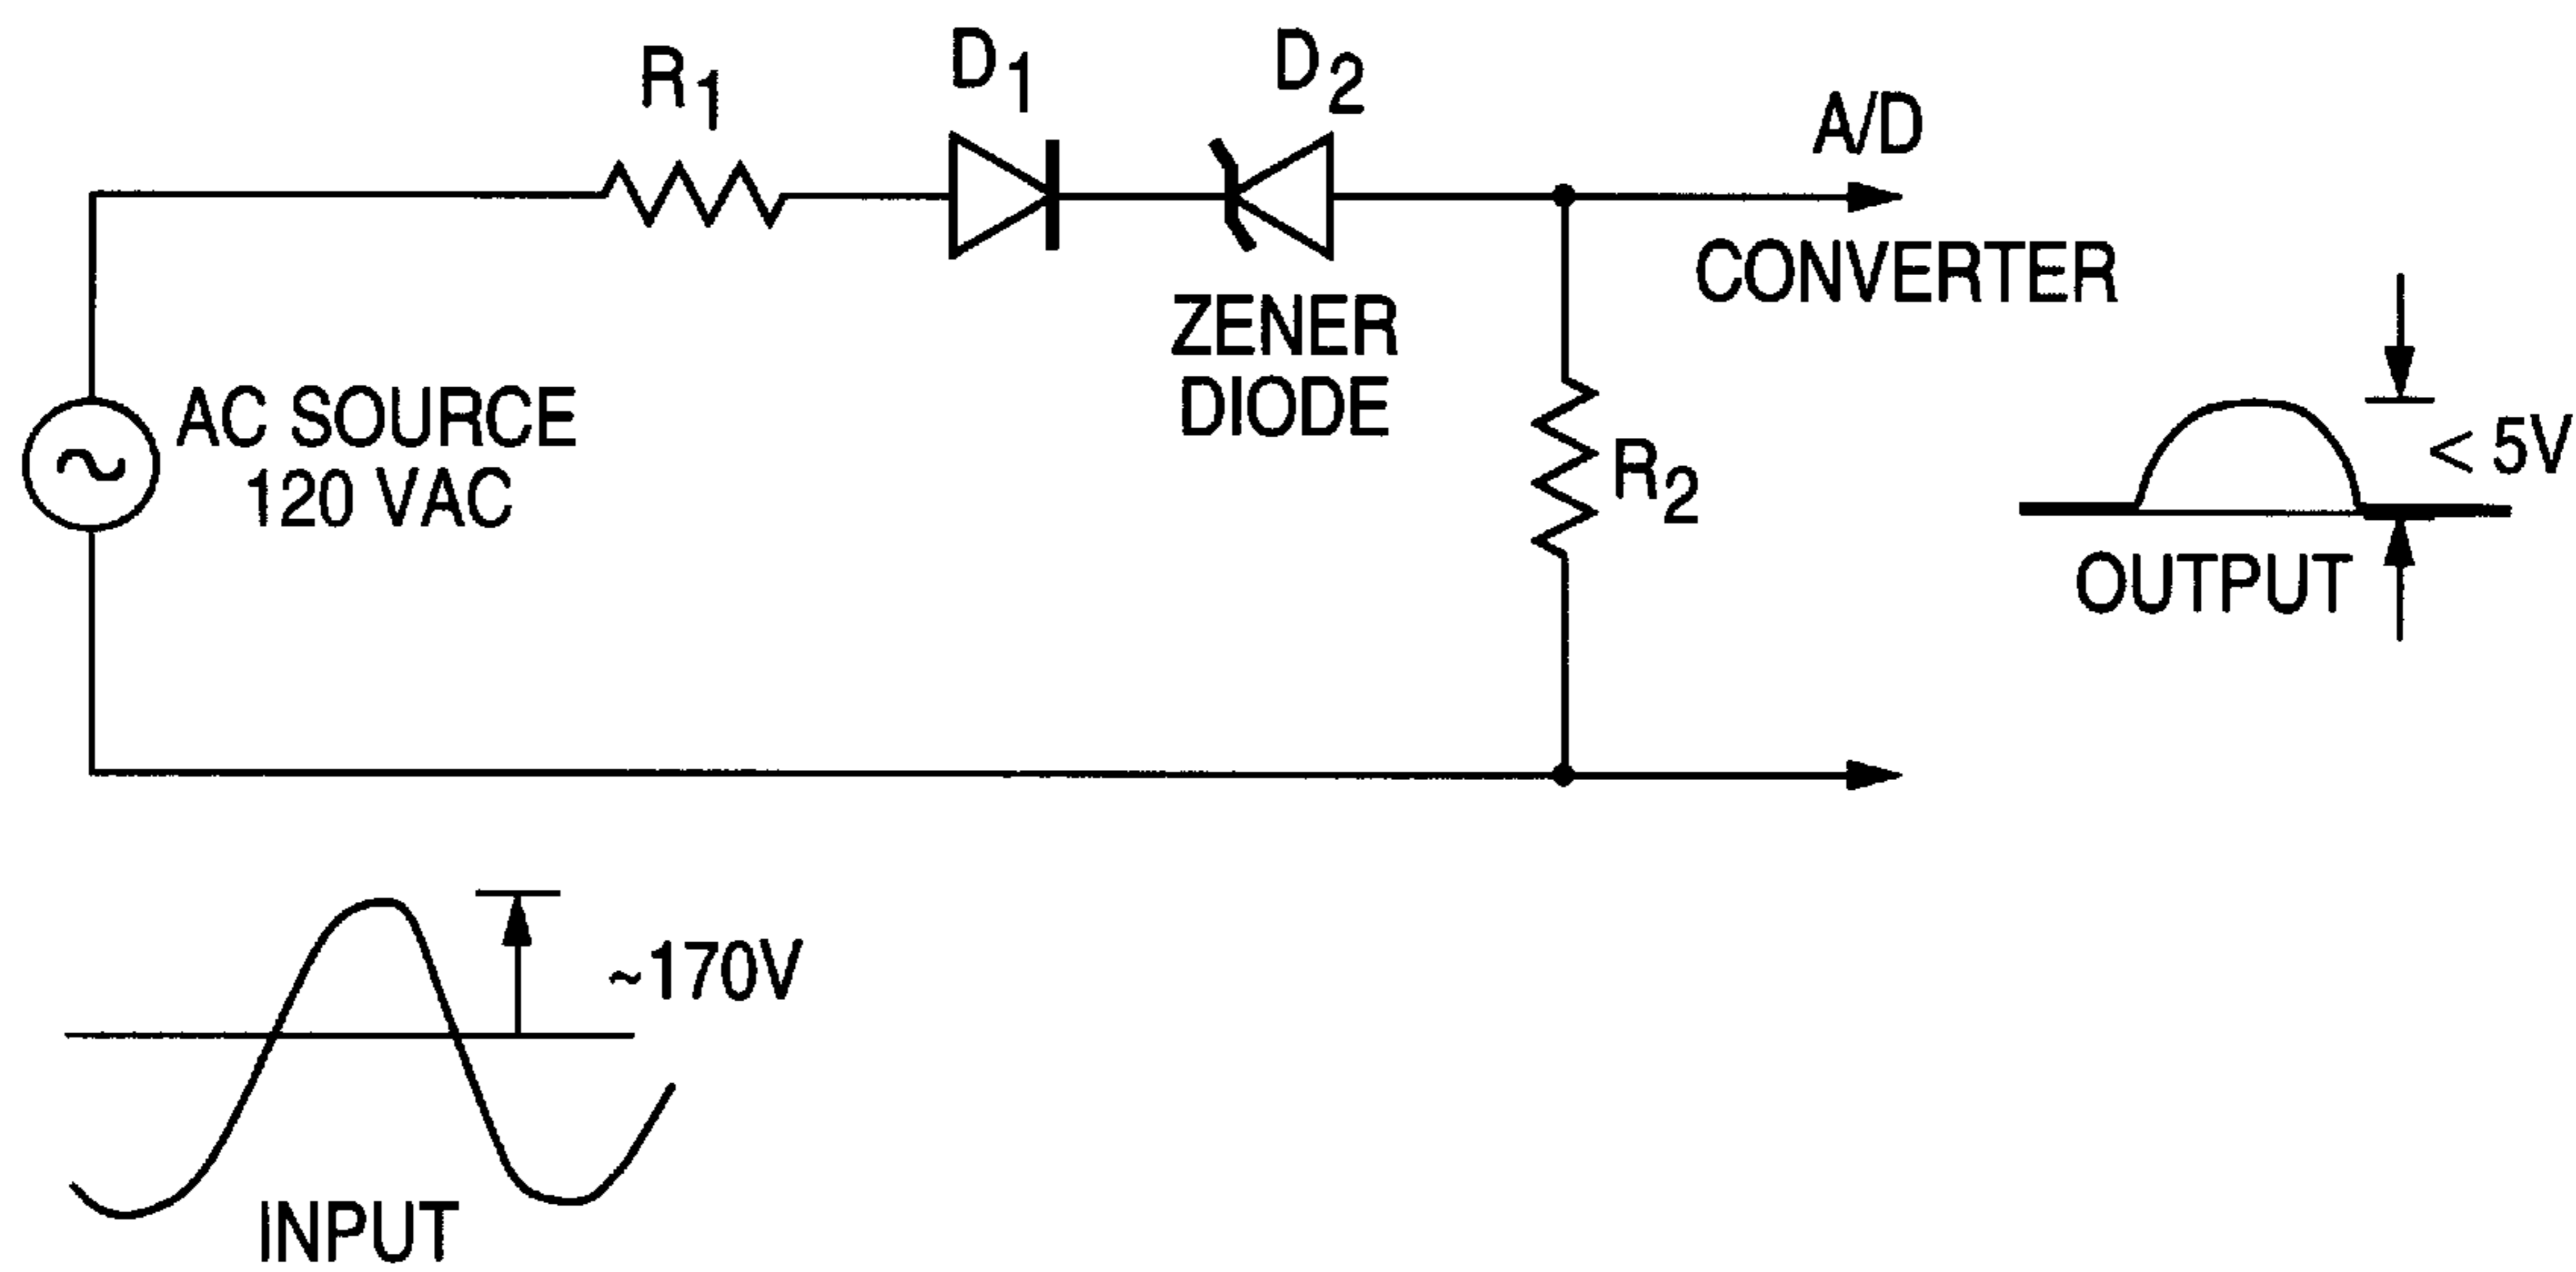 R1
D1
D2
A/D
CONVERTER
ZENER
DIODE
AC SOURCE
120 VAC
R2
< 5V
OUTPUT
~170V
INPUT